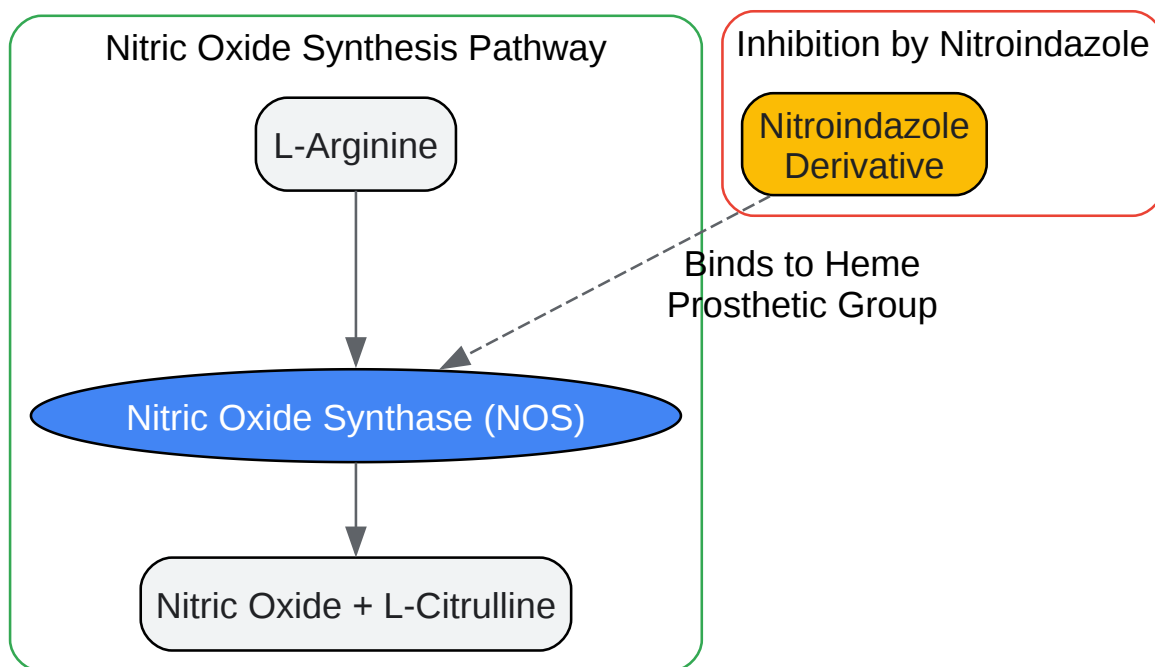 Nitric Oxide Synthesis Pathway
Inhibition by Nitroindazole
L-Arginine
Nitroindazole
Derivative
Binds to Heme
Prosthetic Group
Nitric Oxide Synthase (NOS)
Nitric Oxide + L-Citrulline